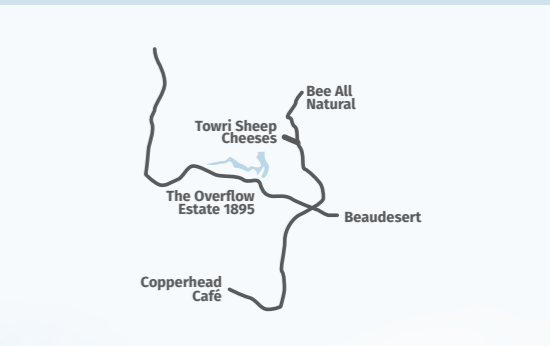 Bee All
Natural
Towri Sheep
Cheeses
The Overflow
Estate 1895
Beaudesert
Copperhead
Café